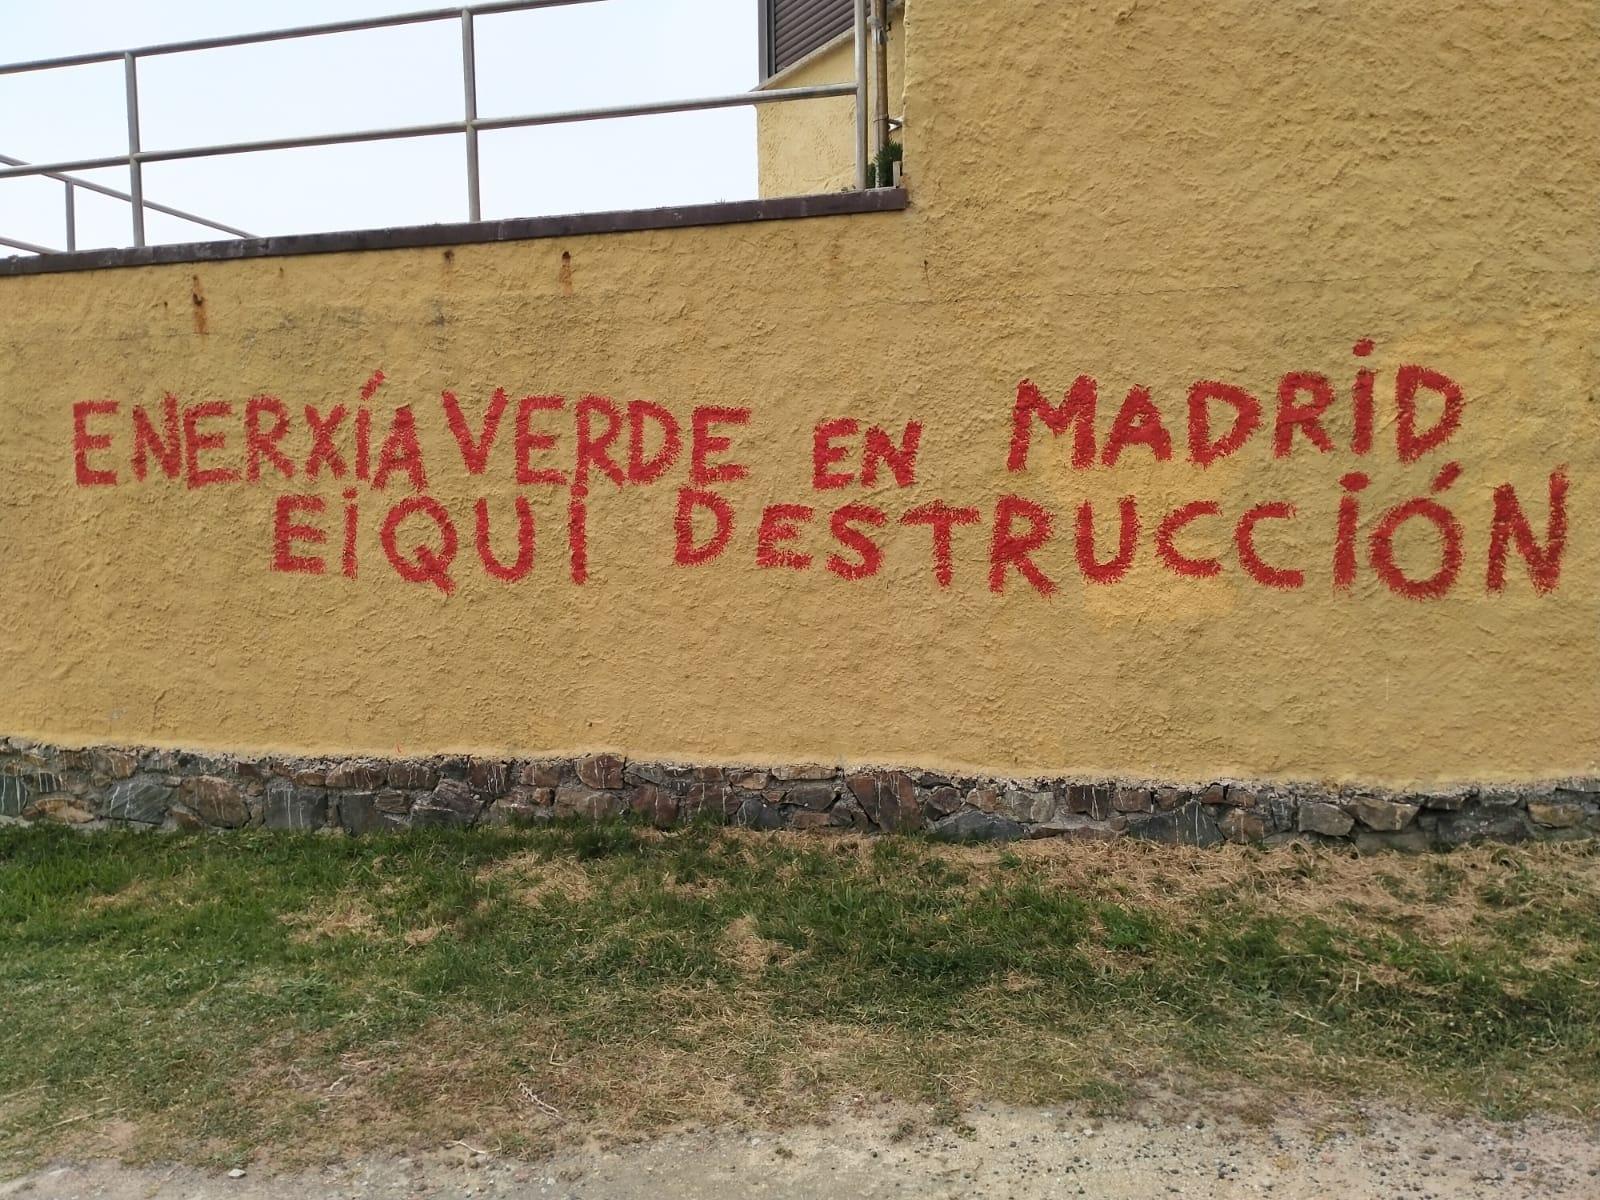 ENERXÍA VERDE EN MADRID
EIQUI DESTRUCCIÓN